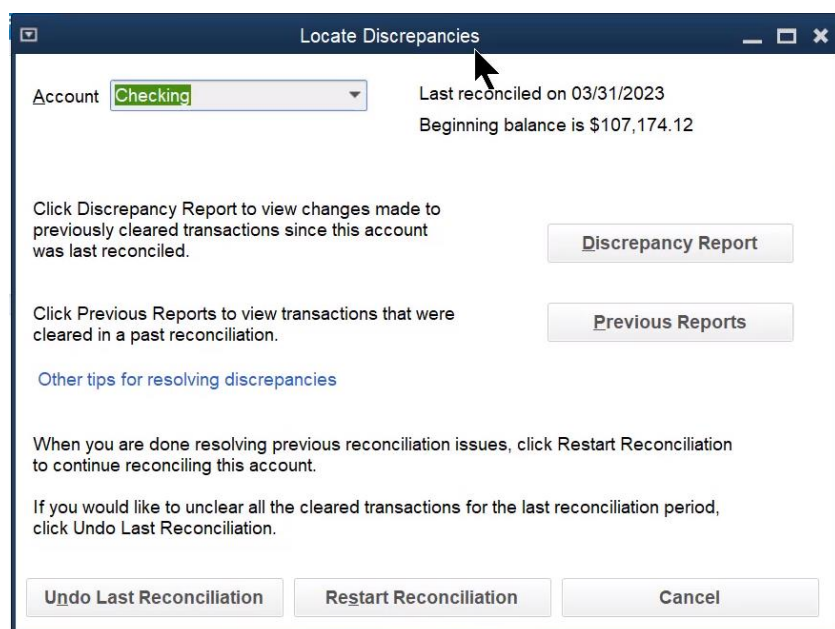 Locate Discrepancies
Account Checking
Last reconciled on 03/31/2023
Beginning balance is $107,174.12
Click Discrepancy Report to view changes made to
previously cleared transactions since this account
was last reconciled.
Discrepancy Report
Click Previous Reports to view transactions that were
cleared in a past reconciliation.
Previous Reports
Other tips for resolving discrepancies
When you are done resolving previous reconciliation issues, click Restart Reconciliation
to continue reconciling this account.
If you would like to unclear all the cleared transactions for the last reconciliation period,
click Undo Last Reconciliation.
Undo Last Reconciliation
Restart Reconciliation
Cancel